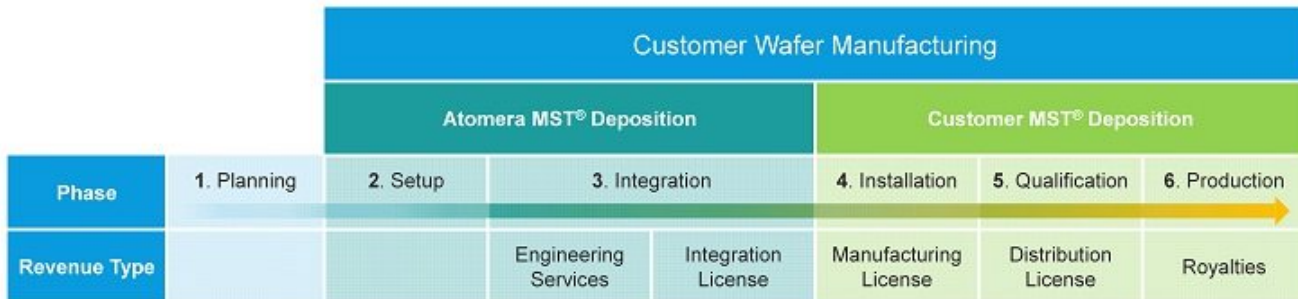 Customer Wafer Manufacturing
Atomera MST® Deposition
Customer MST® Deposition
Phase
1. Planning
2. Setup
3. Integration
4. Installation
5. Qualification
6. Production
Revenue Type
Engineering
Services
Integration
License
Manufacturing
License
Distribution
License
Royalties